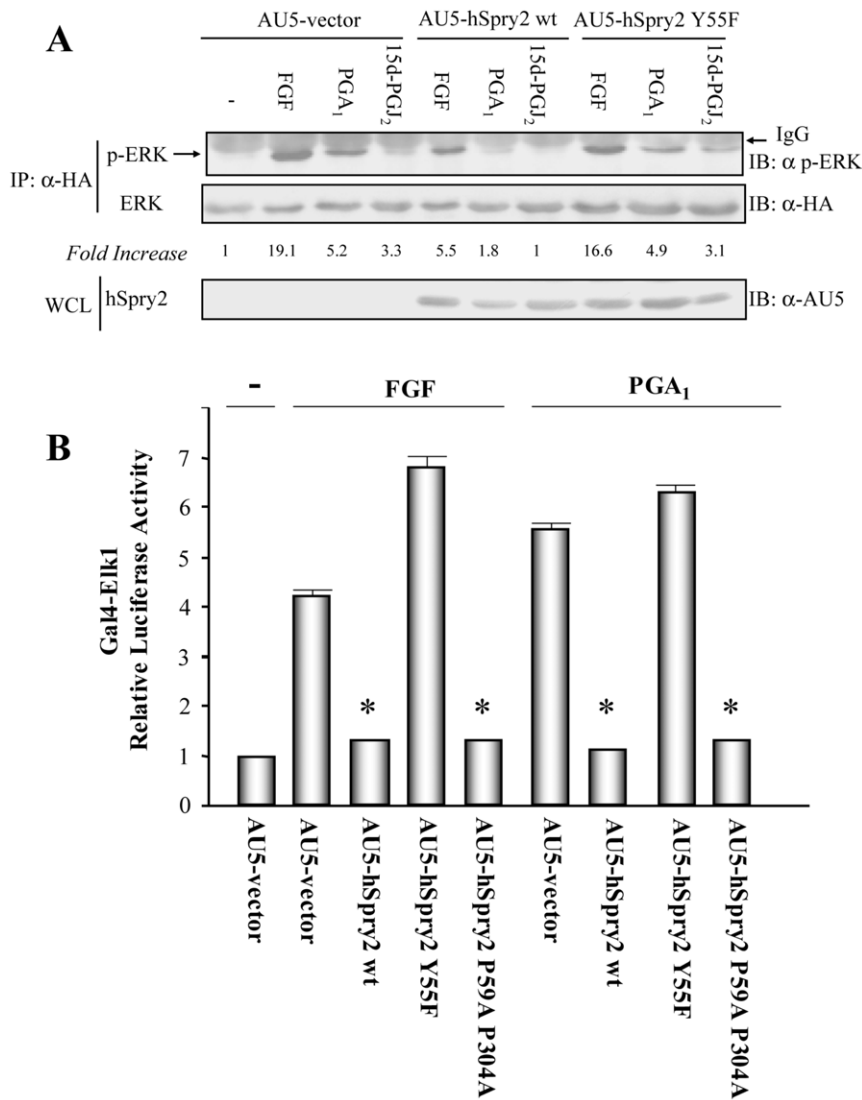 A
AU5-vector AU5-hSpry2 wt AU5-hSpry2 Y55F
- FGF PGA1 15d-PGJ2 FGF PGA1 15d-PGJ2 FGF PGA1 15d-PGJ2
IgG
p-ERK
IB: α p-ERK
IP: α-HA
ERK
IB: α-HA
Fold Increase 1 19.1 5.2 3.3 5.5 1.8 1 16.6 4.9 3.1
WCL hSpry2 IB: α-AU5
B
- FGF PGA1
Gal4-Elk1
Relative Luciferase Activity
7
6
5
4
3
2
1
0
* * * *
AU5-vector
AU5-vector
AU5-hSpry2 wt
AU5-hSpry2 Y55F
AU5-hSpry2 P59A P304A
AU5-vector
AU5-hSpry2 wt
AU5-hSpry2 Y55F
AU5-hSpry2 P59A P304A